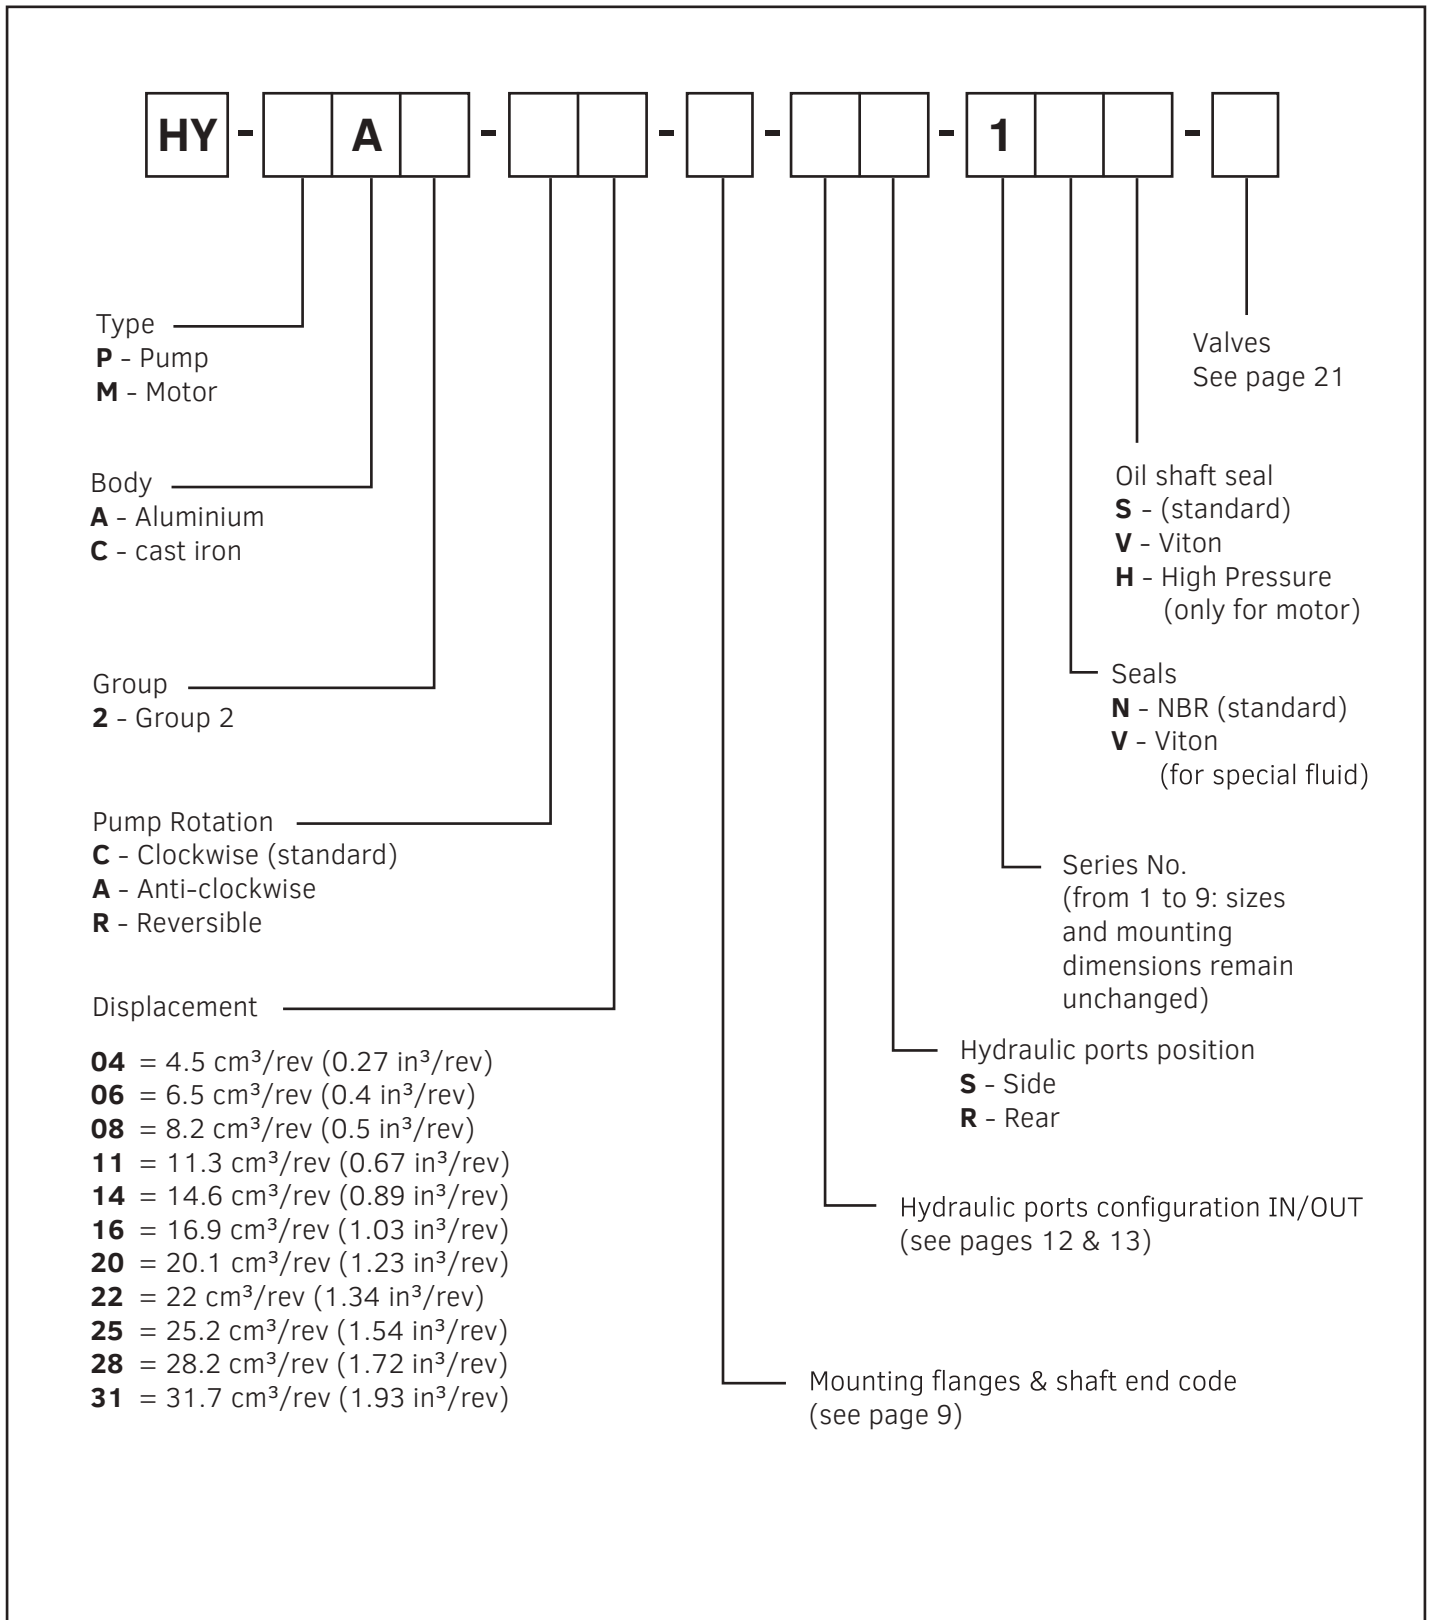 HY - A - - - - 1 -
Type
P - Pump
M - Motor
Body
A - Aluminium
C - cast iron
Group
2 - Group 2
Pump Rotation
C - Clockwise (standard)
A - Anti-clockwise
R - Reversible
Displacement
04 = 4.5 cm³/rev (0.27 in³/rev)
06 = 6.5 cm³/rev (0.4 in³/rev)
08 = 8.2 cm³/rev (0.5 in³/rev)
11 = 11.3 cm³/rev (0.67 in³/rev)
14 = 14.6 cm³/rev (0.89 in³/rev)
16 = 16.9 cm³/rev (1.03 in³/rev)
20 = 20.1 cm³/rev (1.23 in³/rev)
22 = 22 cm³/rev (1.34 in³/rev)
25 = 25.2 cm³/rev (1.54 in³/rev)
28 = 28.2 cm³/rev (1.72 in³/rev)
31 = 31.7 cm³/rev (1.93 in³/rev)
Valves
See page 21
Oil shaft seal
S - (standard)
V - Viton
H - High Pressure
(only for motor)
Seals
N - NBR (standard)
V - Viton
(for special fluid)
Series No.
(from 1 to 9: sizes
and mounting
dimensions remain
unchanged)
Hydraulic ports position
S - Side
R - Rear
Hydraulic ports configuration IN/OUT
(see pages 12 & 13)
Mounting flanges & shaft end code
(see page 9)